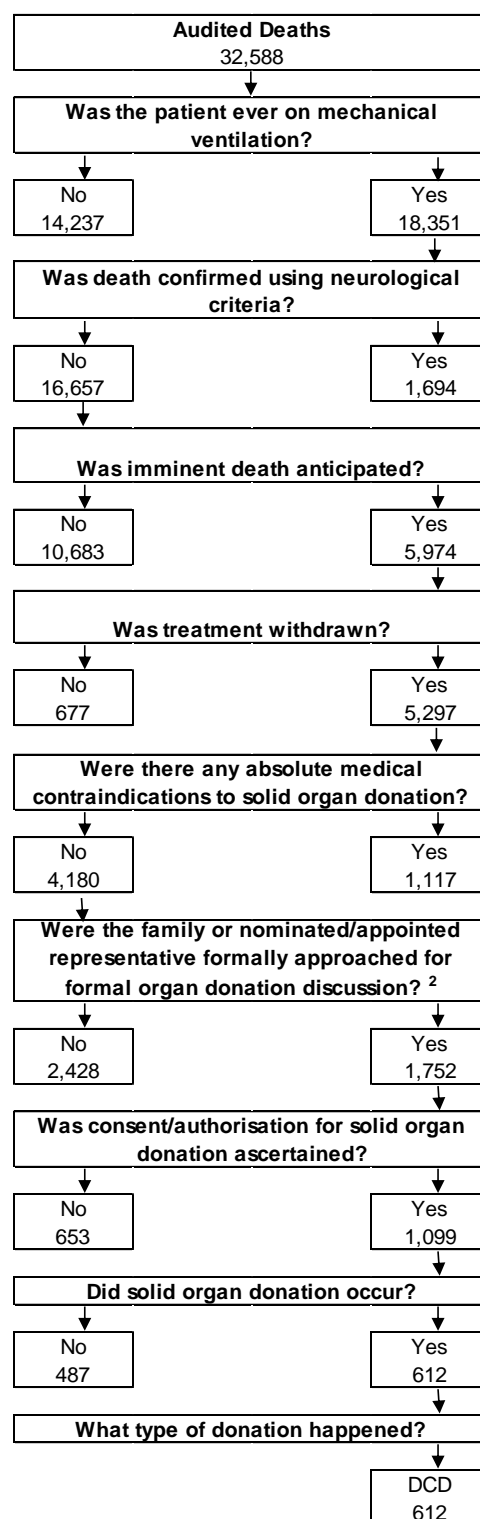 Audited Deaths
32,588
Was the patient ever on mechanical
ventilation?
No
14,237
Yes
18,351
Was death confirmed using neurological
criteria?
No
16,657
Yes
1,694
Was imminent death anticipated?
No
10,683
Yes
5,974
Was treatment withdrawn?
No
677
Yes
5,297
Were there any absolute medical
contraindications to solid organ donation?
No
4,180
Yes
1,117
Were the family or nominated/appointed
representative formally approached for
formal organ donation discussion? ²
No
2,428
Yes
1,752
Was consent/authorisation for solid organ
donation ascertained?
No
653
Yes
1,099
Did solid organ donation occur?
No
487
Yes
612
What type of donation happened?
DCD
612